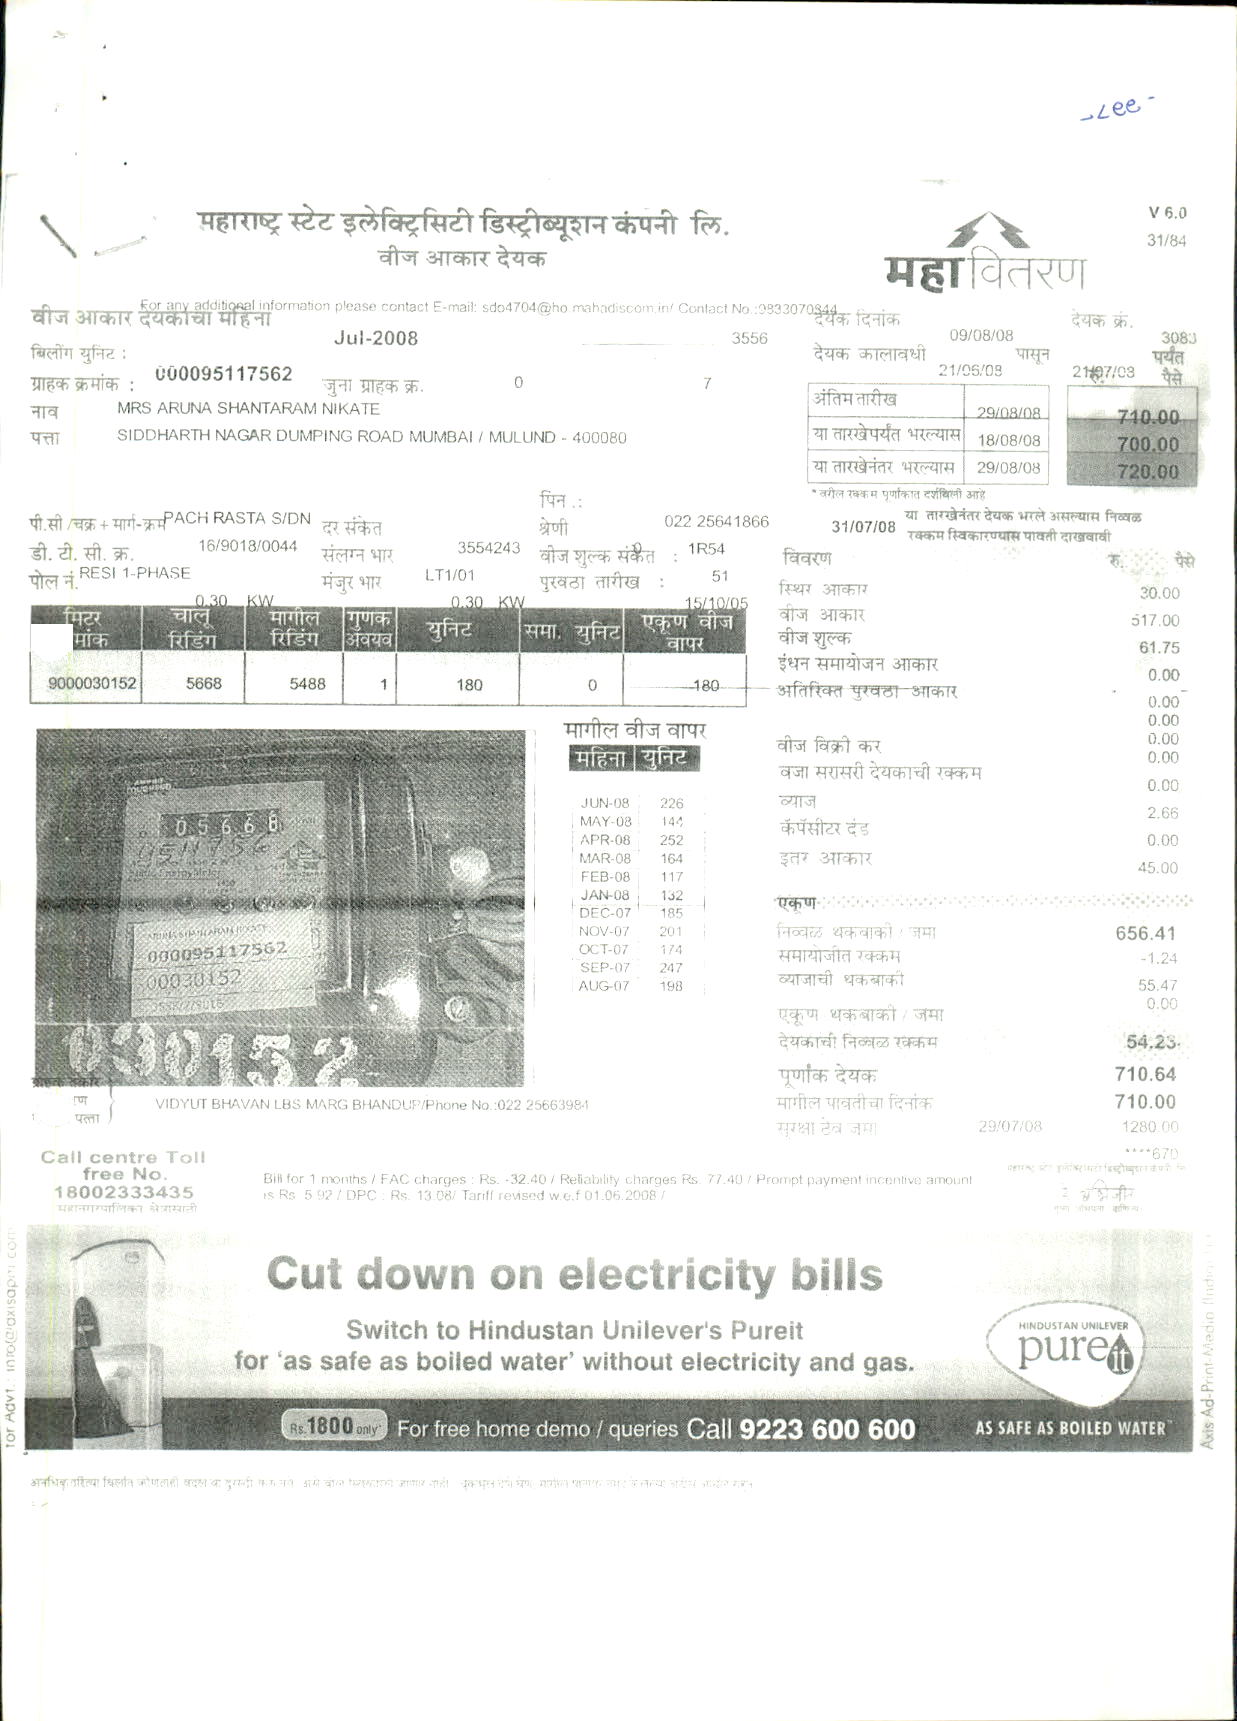 महाराष्ट्र स्टेट इलेक्ट्रिसिटी डिस्ट्रीब्यूशन कंपनी लि.
वीज आकार देयक
V 6.0
31/84
महावितरण
For any additional information please contact E-mail: sdo4704@ho.mahadiscom.in/ Contact No.:9833070844
वीज आकार देयकाचा महिना
Jul-2008
देयक दिनांक
09/08/08
देयक क्रं.
बिलींग युनिट :
3556
देयक कालावधी
पासून
21/06/08
पर्यंत
21/07/08
ग्राहक क्रमांक :
000095117562
जुना ग्राहक क्र.
0
7
रु.
पैसे
नाव
MRS ARUNA SHANTARAM NIKATE
पत्ता
SIDDHARTH NAGAR DUMPING ROAD MUMBAI / MULUND - 400080
अंतिम तारीख
29/08/08
710.00
या तारखेपर्यंत भरल्यास
18/08/08
700.00
या तारखेनंतर भरल्यास
29/08/08
720.00
* वरील रक्कम पूर्णांकात दर्शविली आहे
31/07/08
या तारखेनंतर देयक भरले असल्यास निव्वळ
रक्कम स्विकारण्यास पावती दाखवावी
पिन .:
पी.सी /चक्र + मार्ग-क्रम
PACH RASTA S/DN
दर संकेत
श्रेणी
022 25641866
डी. टी. सी. क्र.
16/9018/0044
संलग्न भार
3554243
वीज शुल्क संकेत :
1R54
पोल नं.
RESI 1-PHASE
मंजुर भार
LT1/01
पुरवठा तारीख :
51
0.30 KW
0.30 KW
15/10/05
मिटर
मांक
चालू
रिडिंग
मागील
रिडिंग
गुणक
अवयव
युनिट
समा. युनिट
एकूण वीज
वापर
9000030152
5668
5488
1
180
0
180
विवरण
रु.
पैसे
स्थिर आकार
30.00
वीज आकार
517.00
वीज शुल्क
61.75
इंधन समायोजन आकार
0.00
अतिरिक्त पुरवठा आकार
0.00
0.00
वीज विक्री कर
0.00
0.00
वजा सरासरी देयकाची रक्कम
0.00
व्याज
2.66
कॅपॅसीटर दंड
0.00
इतर आकार
45.00
एकूण
निव्वळ थकबाकी / जमा
656.41
समायोजीत रक्कम
-1.24
व्याजाची थकबाकी
55.47
0.00
एकूण थकबाकी / जमा
देयकाची निव्वळ रक्कम
54.23
पूर्णांक देयक
710.64
मागील पावतीचा दिनांक
710.00
सुरक्षा ठेव जमा
29/07/08
1280.00
****670
मागील वीज वापर
महिना युनिट
JUN-08 226
MAY-08 144
APR-08 252
MAR-08 164
FEB-08 117
JAN-08 132
DEC-07 185
NOV-07 201
OCT-07 174
SEP-07 247
AUG-07 198
05668
000095117562
00030152
030152
VIDYUT BHAVAN LBS MARG BHANDUP/Phone No.:022 25663984
Call centre Toll
free No.
18002333435
Bill for 1 months / FAC charges : Rs. -32.40 / Reliability charges Rs. 77.40 / Prompt payment incentive amount
is Rs 5.92 / DPC : Rs. 13.08/ Tariff revised w.e.f 01.06.2008 /
Cut down on electricity bills
Switch to Hindustan Unilever's Pureit
for 'as safe as boiled water' without electricity and gas.
HINDUSTAN UNILEVER
pureit
Rs.1800 only*
For free home demo / queries Call 9223 600 600
AS SAFE AS BOILED WATER™